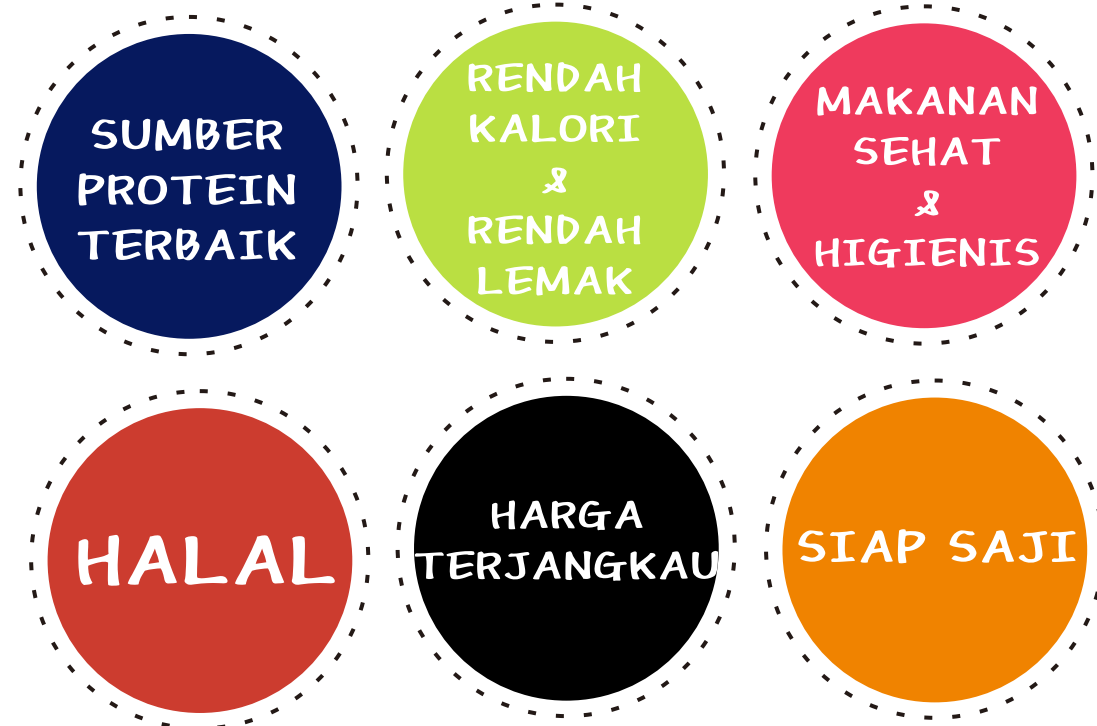 SUMBER
PROTEIN
TERBAIK
RENDAH
KALORI
&
RENDAH
LEMAK
MAKANAN
SEHAT
&
HIGIENIS
HALAL
HARGA
TERJANGKAU
SIAP SAJI